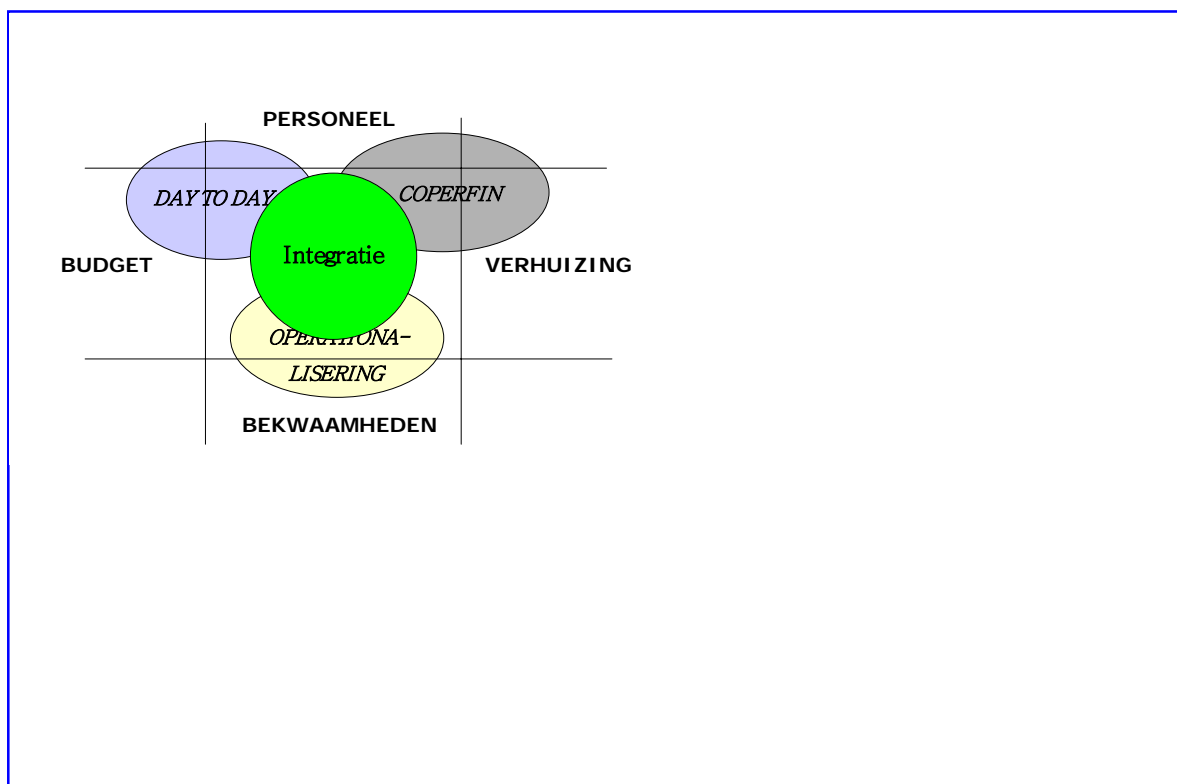 PERSONEEL
DAY TO DAY
COPERFIN
Integratie
BUDGET
VERHUIZING
OPERATIONA-
LISERING
BEKWAAMHEDEN